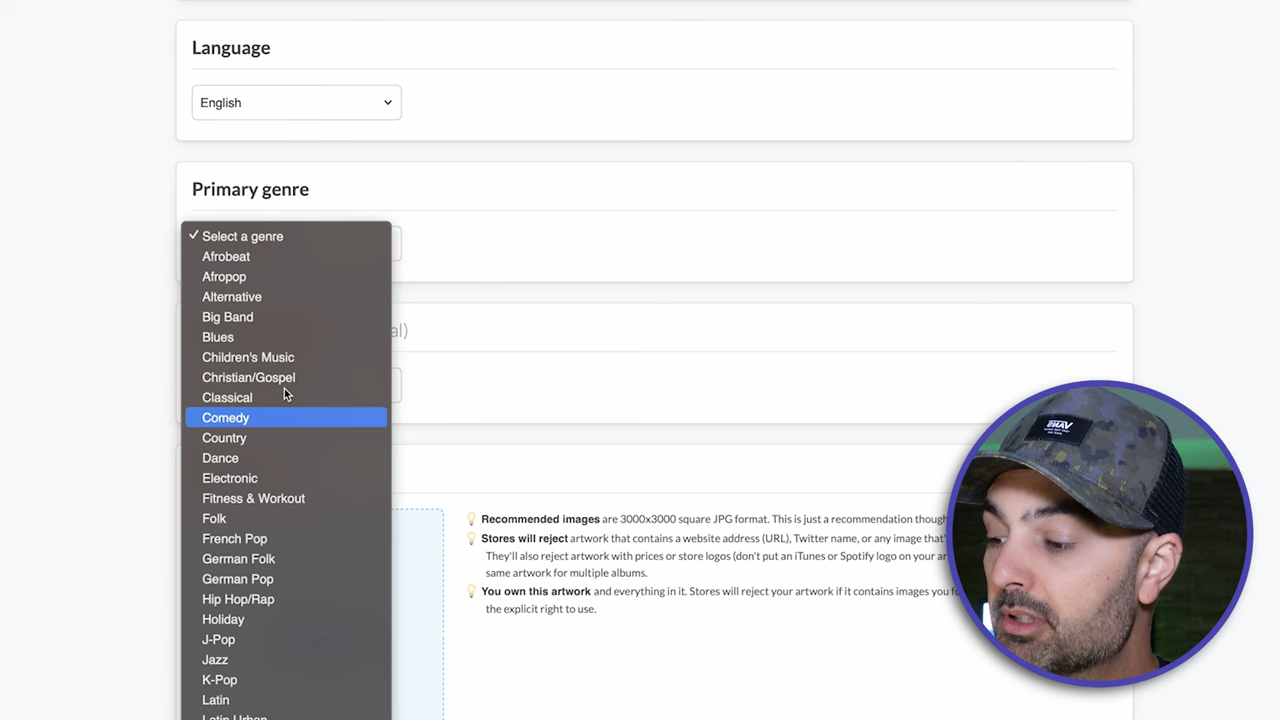 Language
English
Primary genre
✓ Select a genre
Afrobeat
Afropop
Alternative
Big Band
Blues
al)
Children's Music
Christian/Gospel
Classical
Comedy
Country
Dance
Electronic
Fitness & Workout
Folk
French Pop
German Folk
German Pop
Hip Hop/Rap
Holiday
J-Pop
Jazz
K-Pop
Latin
Latin Urban
Recommended images are 3000x3000 square JPG format. This is just a recommendation though
Stores will reject artwork that contains a website address (URL), Twitter name, or any image that'
They'll also reject artwork with prices or store logos (don't put an iTunes or Spotify logo on your
same artwork for multiple albums.
You own this artwork and everything in it. Stores will reject your artwork if it contains images you
the explicit right to use.
VANS